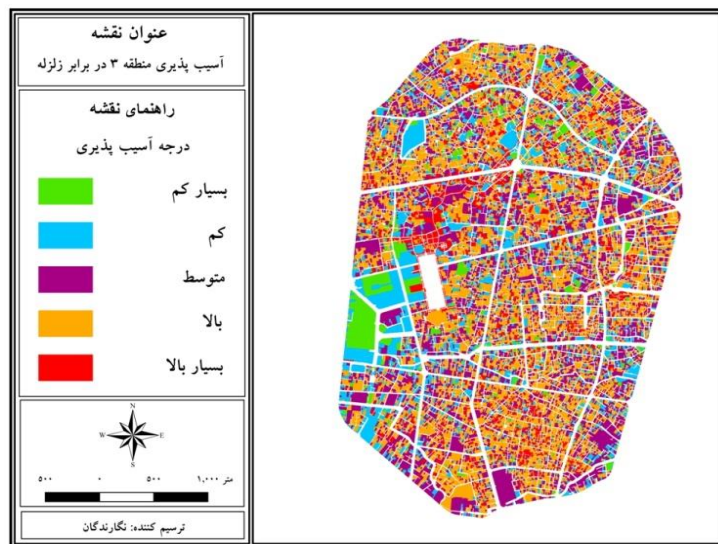 عنوان نقشه
آسیب پذیری منطقه ۳ در برابر زلزله
راهنمای نقشه
درجه آسیب پذیری
بسیار کم
کم
متوسط
بالا
بسیار بالا
N
W E
S
۵۰۰ ۰ ۵۰۰ ۱,۰۰۰ متر
ترسیم کننده: نگارندگان